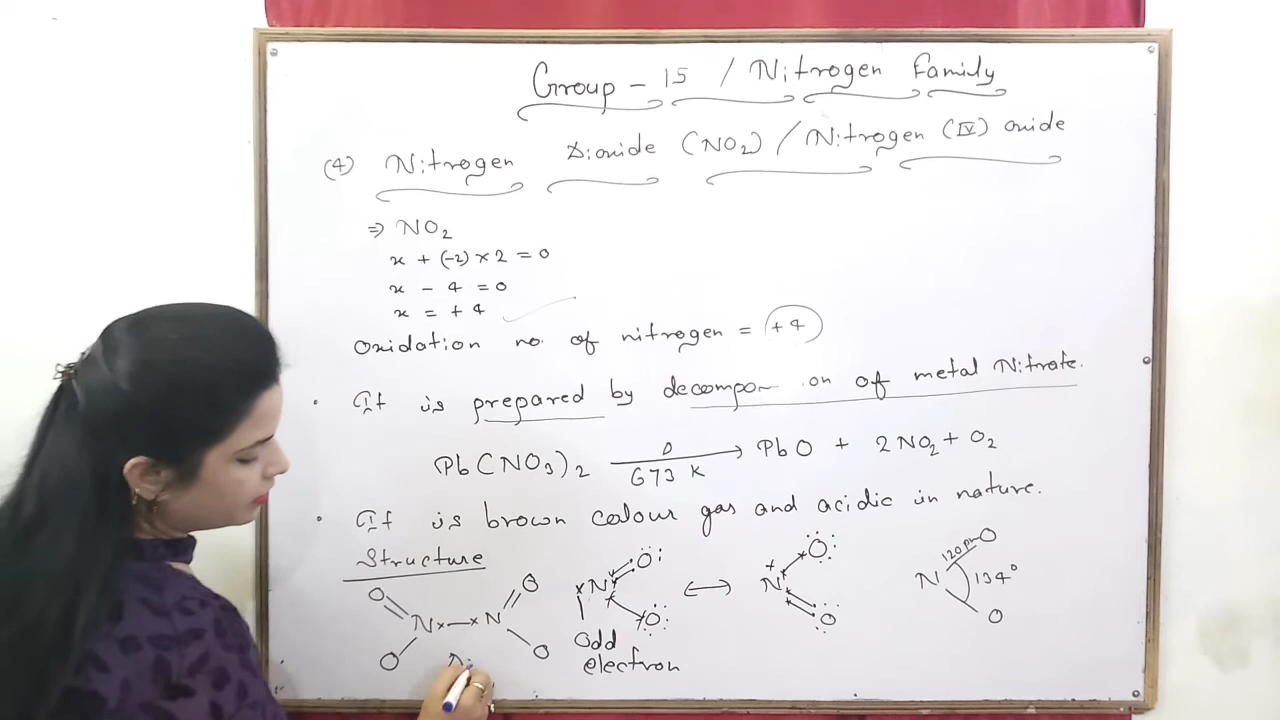 Group - 15 / Nitrogen Family
(4) Nitrogen Dioxide (NO2) / Nitrogen (IV) oxide
⇒ NO2
x + (-2) × 2 = 0
x - 4 = 0
x = + 4
Oxidation no. of nitrogen = +4
· It is prepared by decompon on of metal Nitrate.
Pb(NO3)2 Δ 673 K → PbO + 2NO2 + O2
· It is brown colour gas and acidic in nature.
Structure
O N N O O O
N O O
odd electron
↔
N O O
N O O 120pm 134°